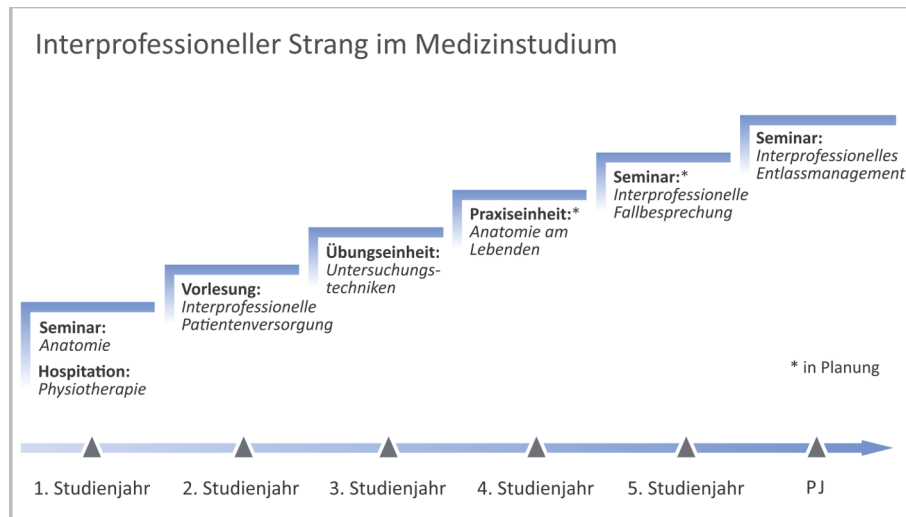 Interprofessioneller Strang im Medizinstudium
Seminar:
Anatomie
Hospitation:
Physiotherapie
Vorlesung:
Interprofessionelle
Patientenversorgung
Übungseinheit:
Untersuchungs-
techniken
Praxiseinheit:*
Anatomie am
Lebenden
Seminar:*
Interprofessionelle
Fallbesprechung
Seminar:
Interprofessionelles
Entlassmanagement
* in Planung
1. Studienjahr
2. Studienjahr
3. Studienjahr
4. Studienjahr
5. Studienjahr
PJ